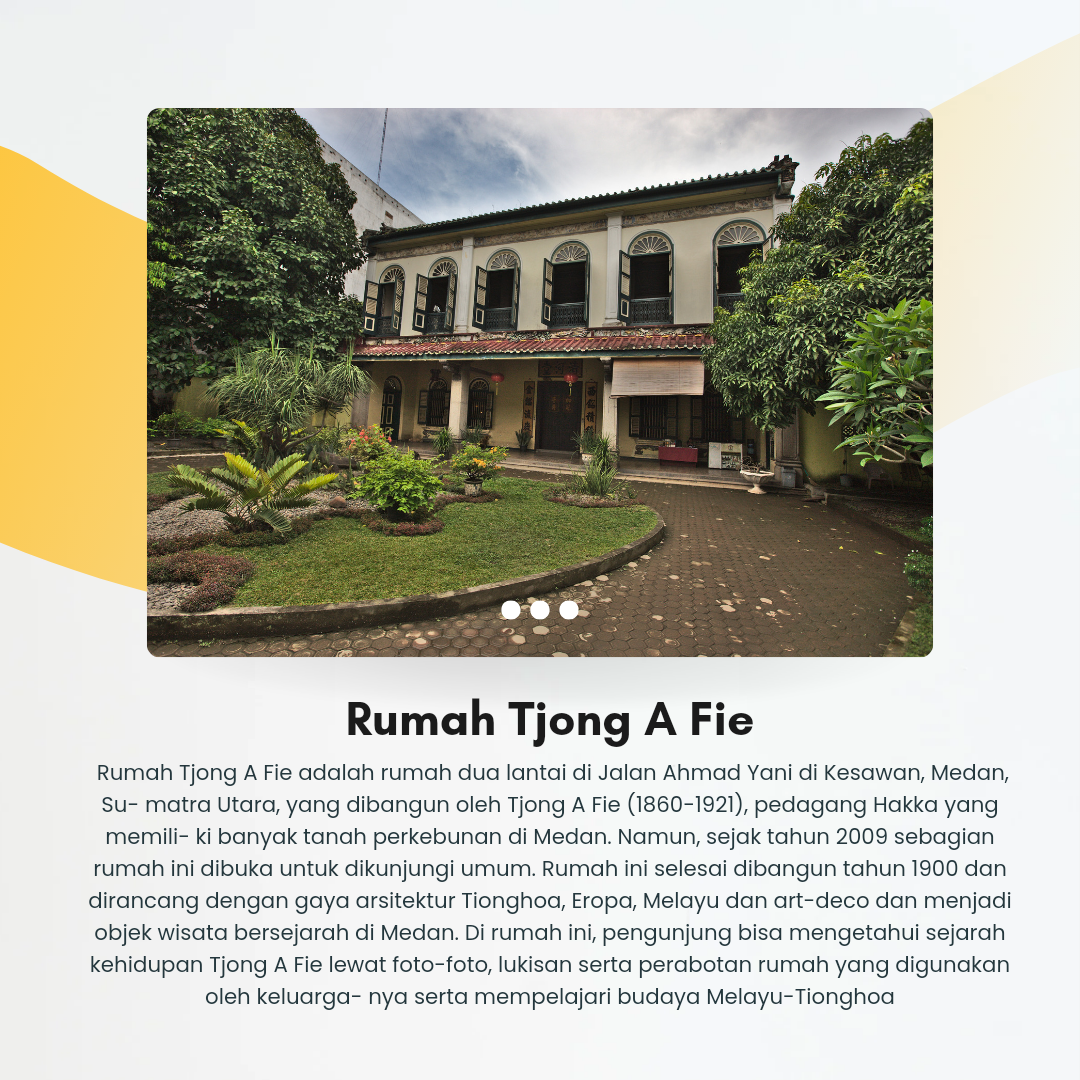 Rumah Tjong A Fie
Rumah Tjong A Fie adalah rumah dua lantai di Jalan Ahmad Yani di Kesawan, Medan,
Su- matra Utara, yang dibangun oleh Tjong A Fie (1860-1921), pedagang Hakka yang
memili- ki banyak tanah perkebunan di Medan. Namun, sejak tahun 2009 sebagian
rumah ini dibuka untuk dikunjungi umum. Rumah ini selesai dibangun tahun 1900 dan
dirancang dengan gaya arsitektur Tionghoa, Eropa, Melayu dan art-deco dan menjadi
objek wisata bersejarah di Medan. Di rumah ini, pengunjung bisa mengetahui sejarah
kehidupan Tjong A Fie lewat foto-foto, lukisan serta perabotan rumah yang digunakan
oleh keluarga- nya serta mempelajari budaya Melayu-Tionghoa